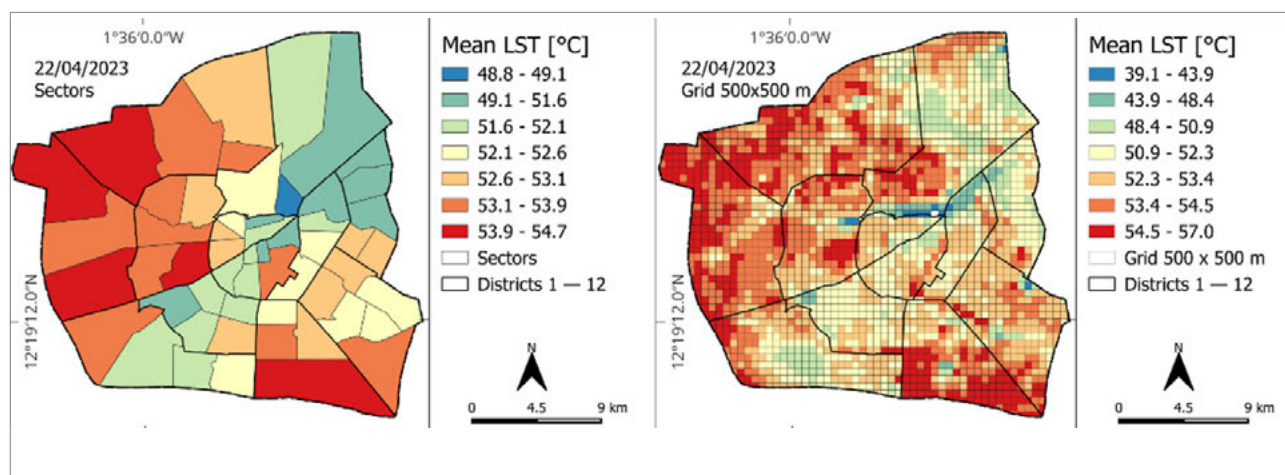 1°36'0.0"W
22/04/2023
Sectors
12°19'12.0"N
Mean LST [°C]
48.8 - 49.1
49.1 - 51.6
51.6 - 52.1
52.1 - 52.6
52.6 - 53.1
53.1 - 53.9
53.9 - 54.7
Sectors
Districts 1 — 12
N
0 4.5 9 km
1°36'0.0"W
22/04/2023
Grid 500x500 m
12°19'12.0"N
Mean LST [°C]
39.1 - 43.9
43.9 - 48.4
48.4 - 50.9
50.9 - 52.3
52.3 - 53.4
53.4 - 54.5
54.5 - 57.0
Grid 500 x 500 m
Districts 1 — 12
N
0 4.5 9 km